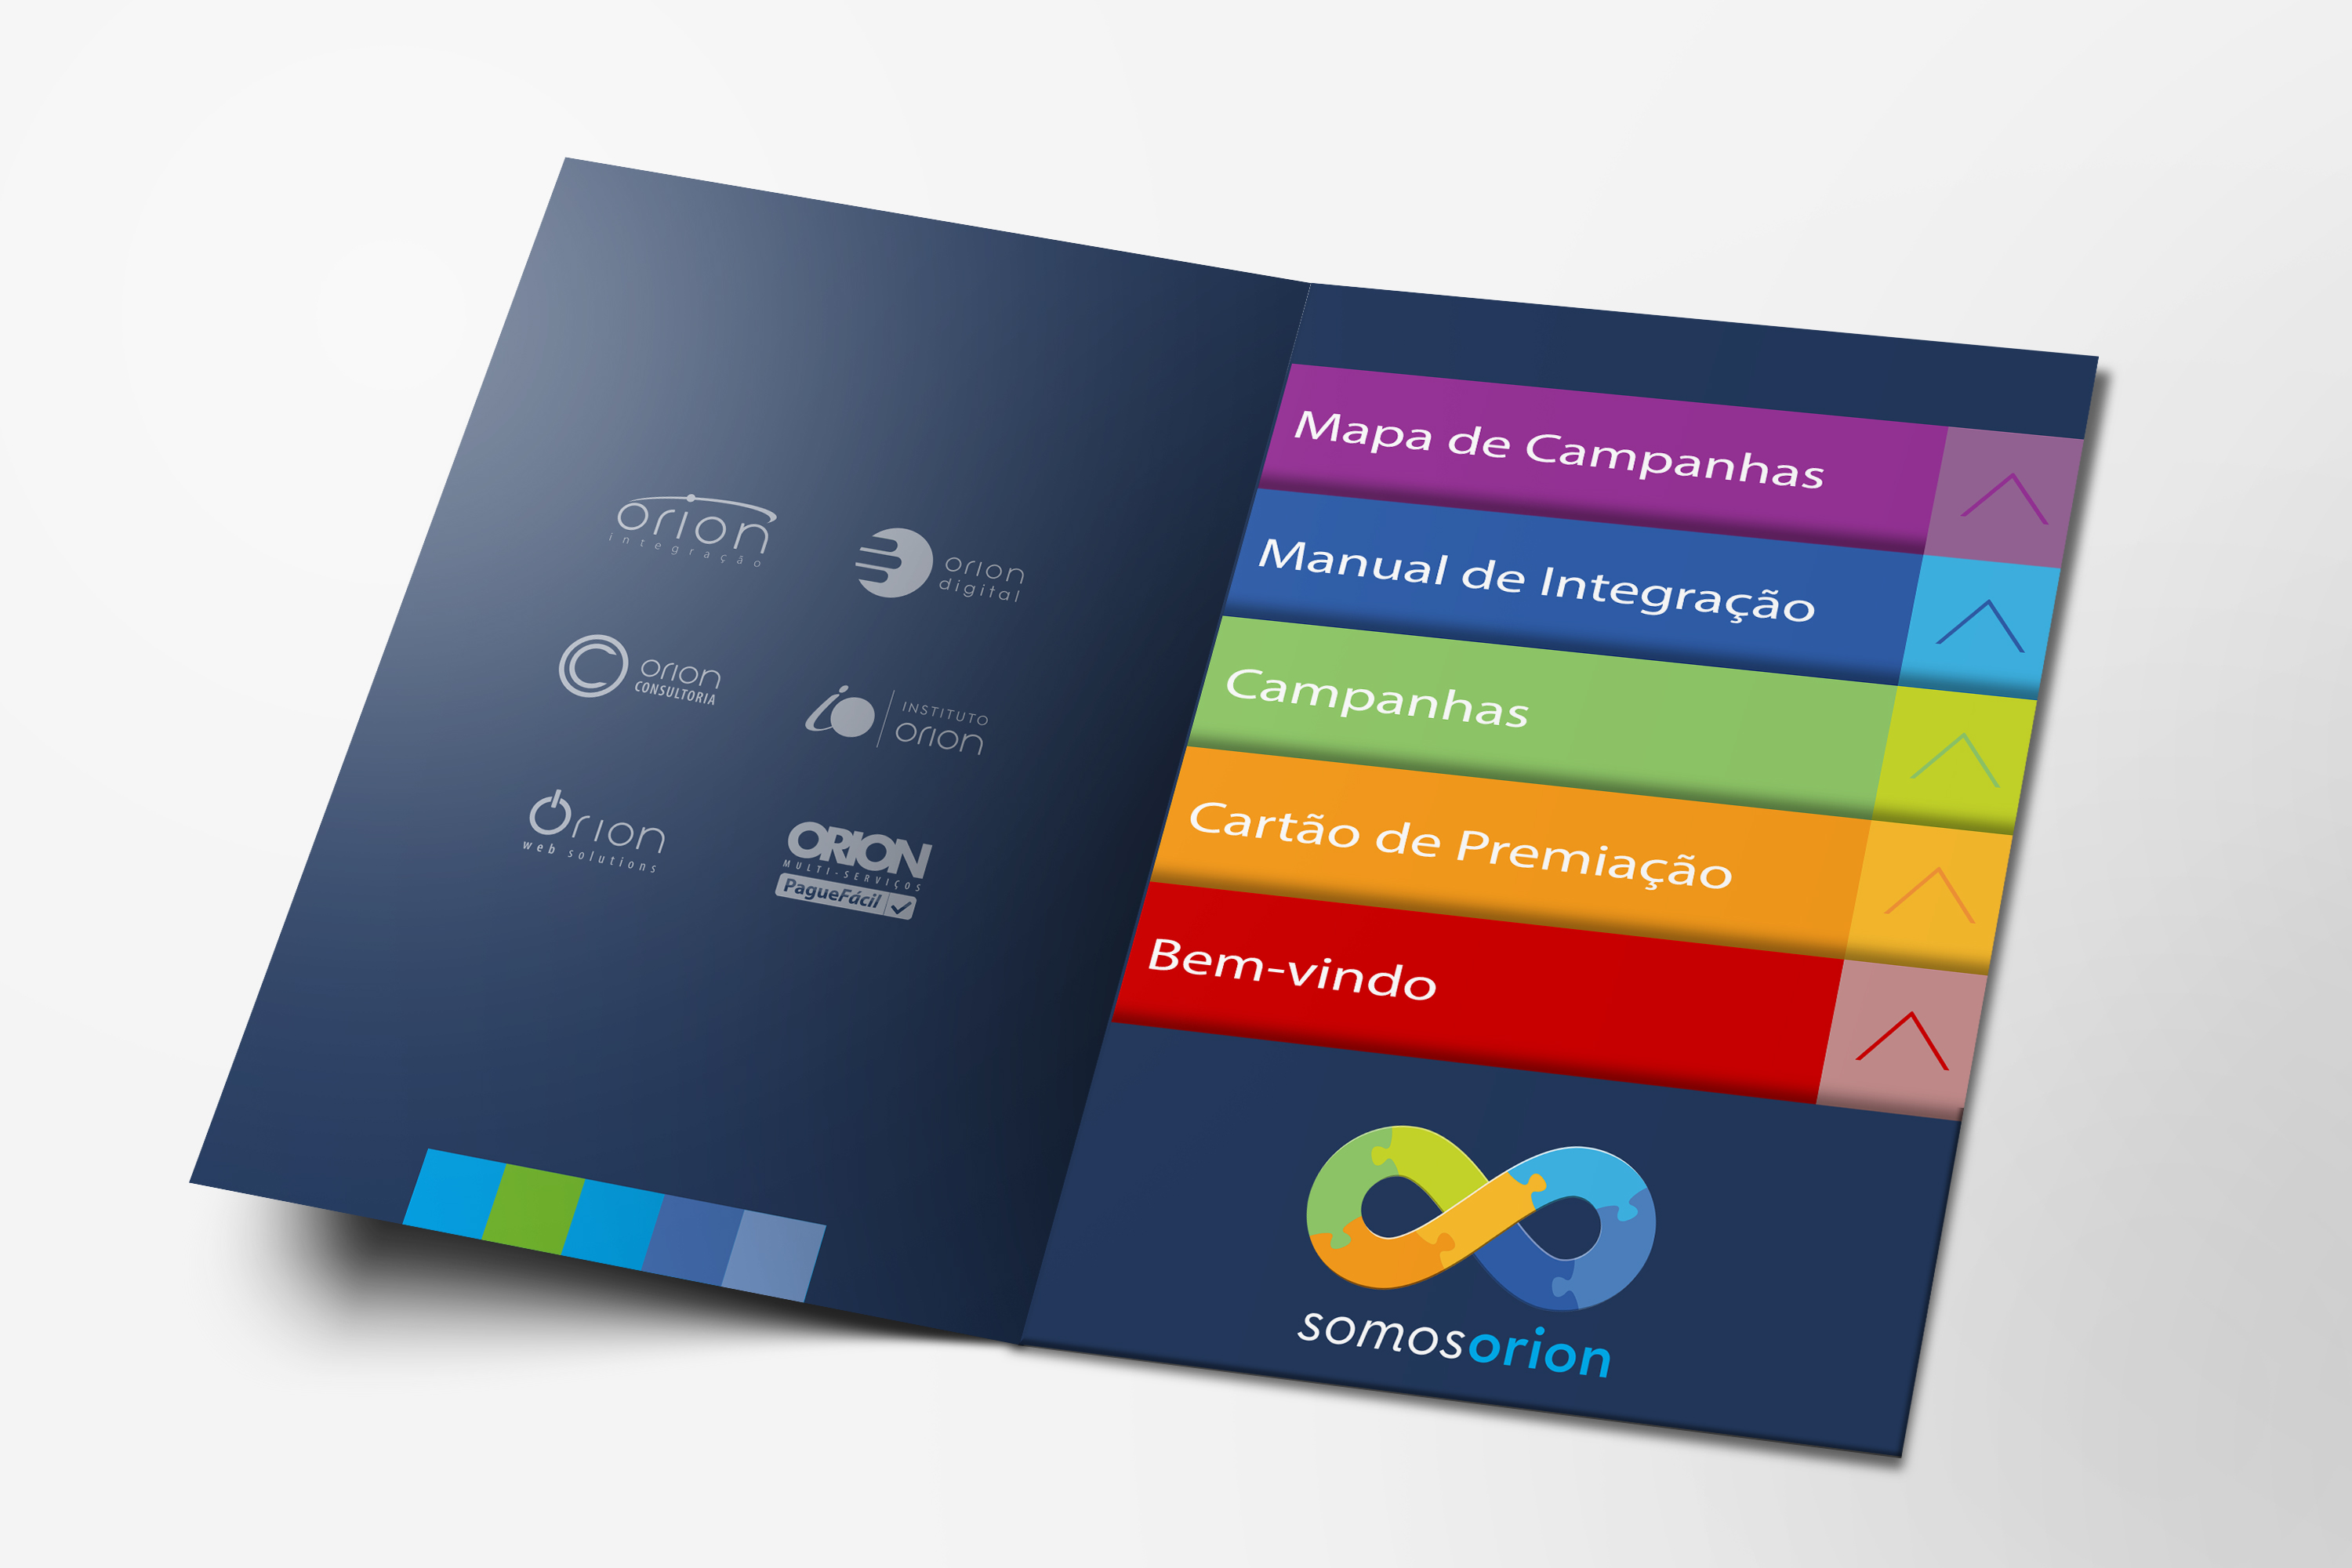 orion
integração
orion
digital
orion
CONSULTORIA
INSTITUTO
orion
orion
web solutions
ORION
MULTI-SERVIÇOS
PagueFácil
Mapa de Campanhas
Manual de Integração
Campanhas
Cartão de Premiação
Bem-vindo
somosorion